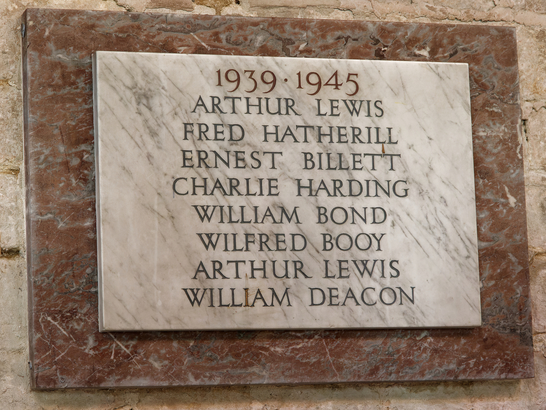 1939·1945
ARTHUR LEWIS
FRED HATHERILL
ERNEST BILLETT
CHARLIE HARDING
WILLIAM BOND
WILFRED BOOY
ARTHUR LEWIS
WILLIAM DEACON